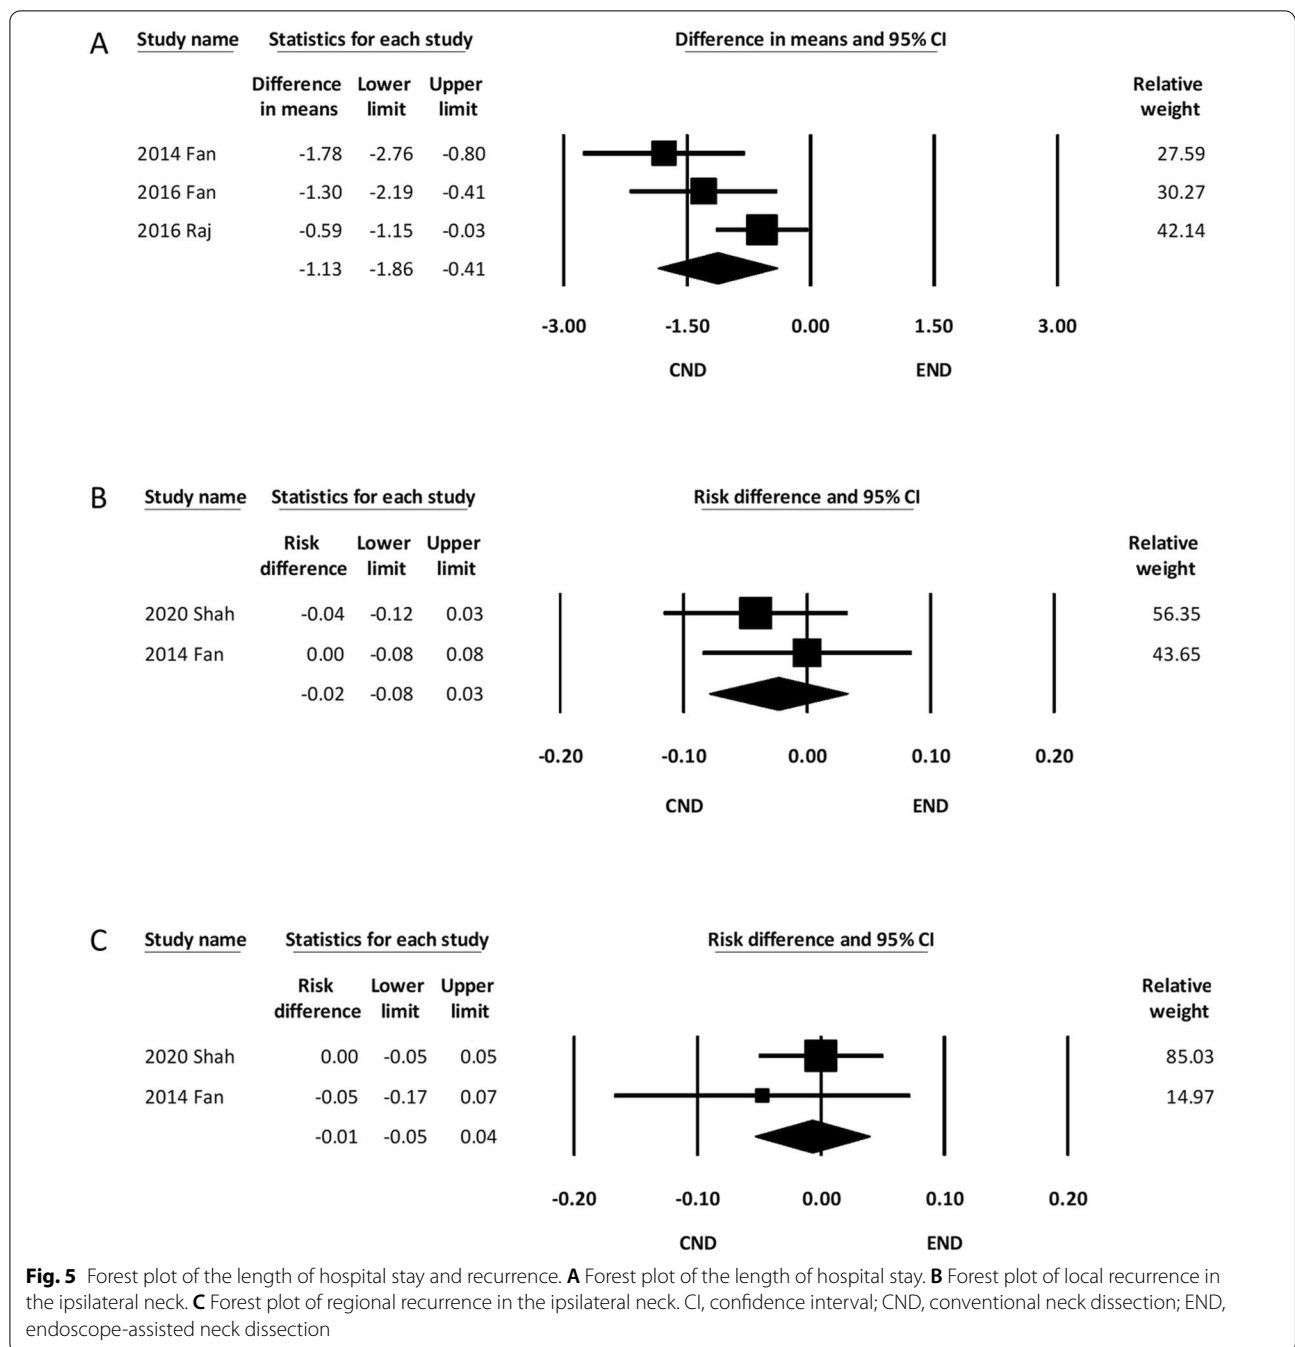 A Study name Statistics for each study Difference in means and 95% CI
Difference Lower Upper Relative
in means limit limit weight
2014 Fan -1.78 -2.76 -0.80 27.59
2016 Fan -1.30 -2.19 -0.41 30.27
2016 Raj -0.59 -1.15 -0.03 42.14
-1.13 -1.86 -0.41
-3.00 -1.50 0.00 1.50 3.00
CND END
B Study name Statistics for each study Risk difference and 95% CI
Risk Lower Upper Relative
difference limit limit weight
2020 Shah -0.04 -0.12 0.03 56.35
2014 Fan 0.00 -0.08 0.08 43.65
-0.02 -0.08 0.03
-0.20 -0.10 0.00 0.10 0.20
CND END
C Study name Statistics for each study Risk difference and 95% CI
Risk Lower Upper Relative
difference limit limit weight
2020 Shah 0.00 -0.05 0.05 85.03
2014 Fan -0.05 -0.17 0.07 14.97
-0.01 -0.05 0.04
-0.20 -0.10 0.00 0.10 0.20
CND END
Fig. 5 Forest plot of the length of hospital stay and recurrence. A Forest plot of the length of hospital stay. B Forest plot of local recurrence in
the ipsilateral neck. C Forest plot of regional recurrence in the ipsilateral neck. CI, confidence interval; CND, conventional neck dissection; END,
endoscope-assisted neck dissection